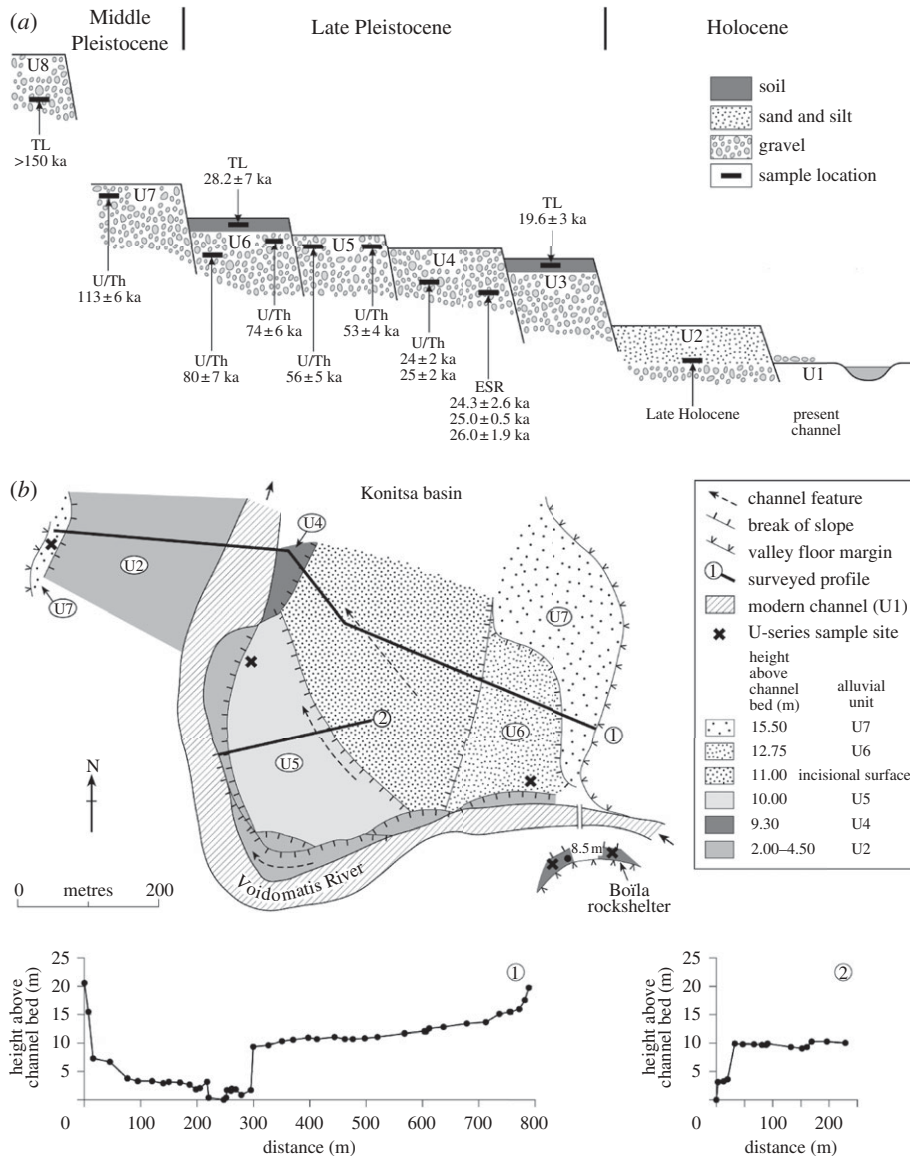 (a)
Middle
Pleistocene
Late Pleistocene
Holocene
soil
sand and silt
gravel
sample location
U8
TL
>150 ka
U7
U/Th
113±6 ka
TL
28.2±7 ka
U6
U/Th
80±7 ka
U/Th
74±6 ka
U5
U/Th
56±5 ka
U/Th
53±4 ka
U4
U/Th
24±2 ka
25±2 ka
ESR
24.3±2.6 ka
25.0±0.5 ka
26.0±1.9 ka
TL
19.6±3 ka
U3
U2
Late Holocene
U1
present
channel
(b)
Konitsa basin
U4
U2
U7
U7
2
U6
1
U5
N
0 metres 200
Voidomatis River
8.5 m
Boïla
rockshelter
channel feature
break of slope
valley floor margin
1 surveyed profile
modern channel (U1)
U-series sample site
height
above
channel
bed (m)
alluvial
unit
15.50 U7
12.75 U6
11.00 incisional surface
10.00 U5
9.30 U4
2.00–4.50 U2
height above
channel bed (m)
25
20
15
10
5
0
100 200 300 400 500 600 700 800
distance (m)
1
height above
channel bed (m)
25
20
15
10
5
0
100 200
distance (m)
2